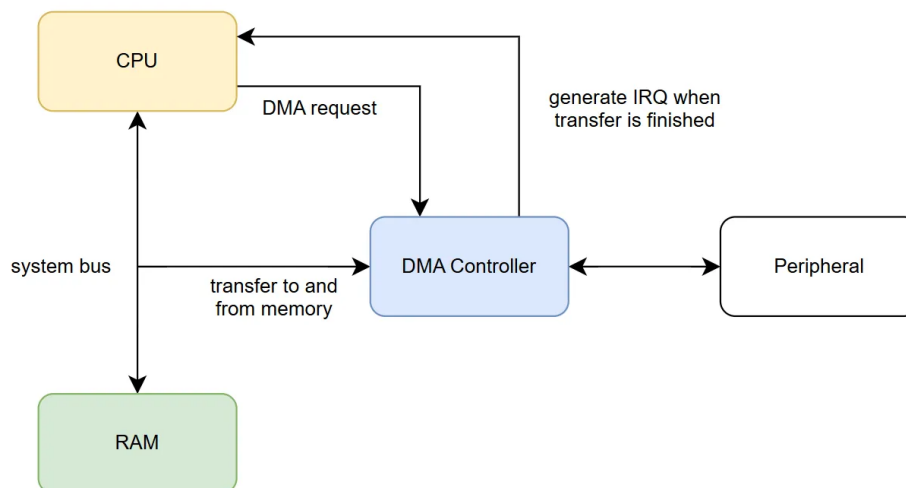 CPU
DMA request
generate IRQ when
transfer is finished
system bus
transfer to and
from memory
DMA Controller
Peripheral
RAM